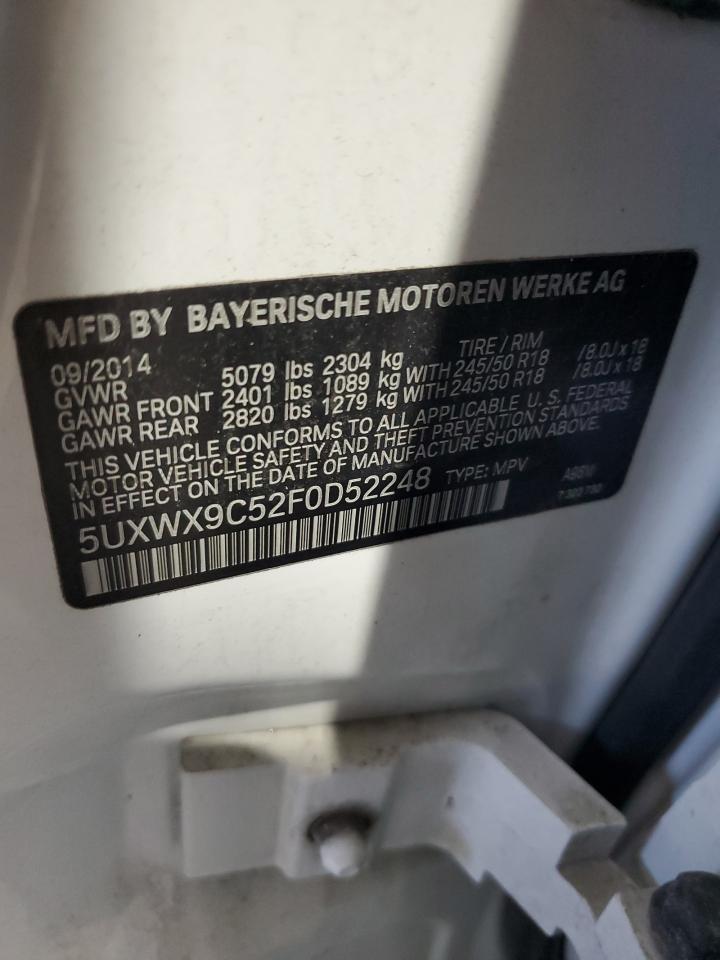 MFD BY BAYERISCHE MOTOREN WERKE AG
09/2014 TIRE / RIM
GVWR 5079 lbs 2304 kg
GAWR FRONT 2401 lbs 1089 kg WITH 245/50 R18 /8.0J x 18
GAWR REAR 2820 lbs 1279 kg WITH 245/50 R18 /8.0J x 18
THIS VEHICLE CONFORMS TO ALL APPLICABLE U. S. FEDERAL
MOTOR VEHICLE SAFETY AND THEFT PREVENTION STANDARDS
IN EFFECT ON THE DATE OF MANUFACTURE SHOWN ABOVE.
5UXWX9C52F0D52248 TYPE: MPV